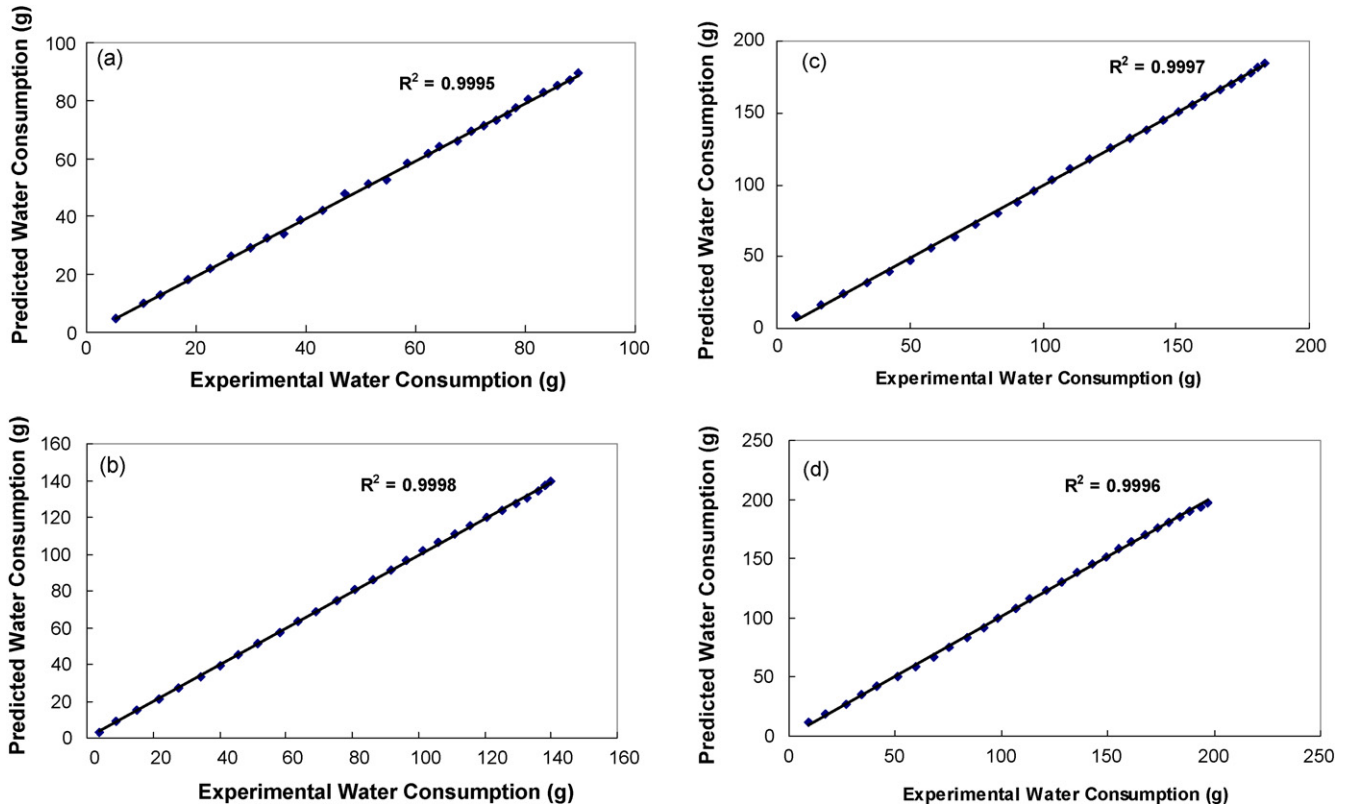 Predicted Water Consumption (g)
100
80
60
40
20
0
(a)
R² = 0.9995
0 20 40 60 80 100
Experimental Water Consumption (g)
Predicted Water Consumption (g)
200
150
100
50
0
(c)
R² = 0.9997
0 50 100 150 200
Experimental Water Consumption (g)
Predicted Water Consumption (g)
160
140
120
100
80
60
40
20
0
(b)
R² = 0.9998
0 20 40 60 80 100 120 140 160
Experimental Water Consumption (g)
Predicted Water Consumption (g)
250
200
150
100
50
0
(d)
R² = 0.9996
0 50 100 150 200 250
Experimental Water Consumption (g)